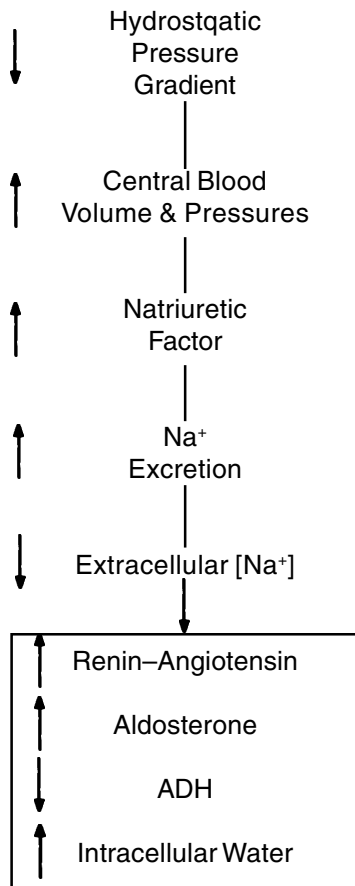 Hydrostqatic
Pressure
Gradient
Central Blood
Volume & Pressures
Natriuretic
Factor
Na⁺
Excretion
Extracellular [Na⁺]
Renin–Angiotensin
Aldosterone
ADH
Intracellular Water